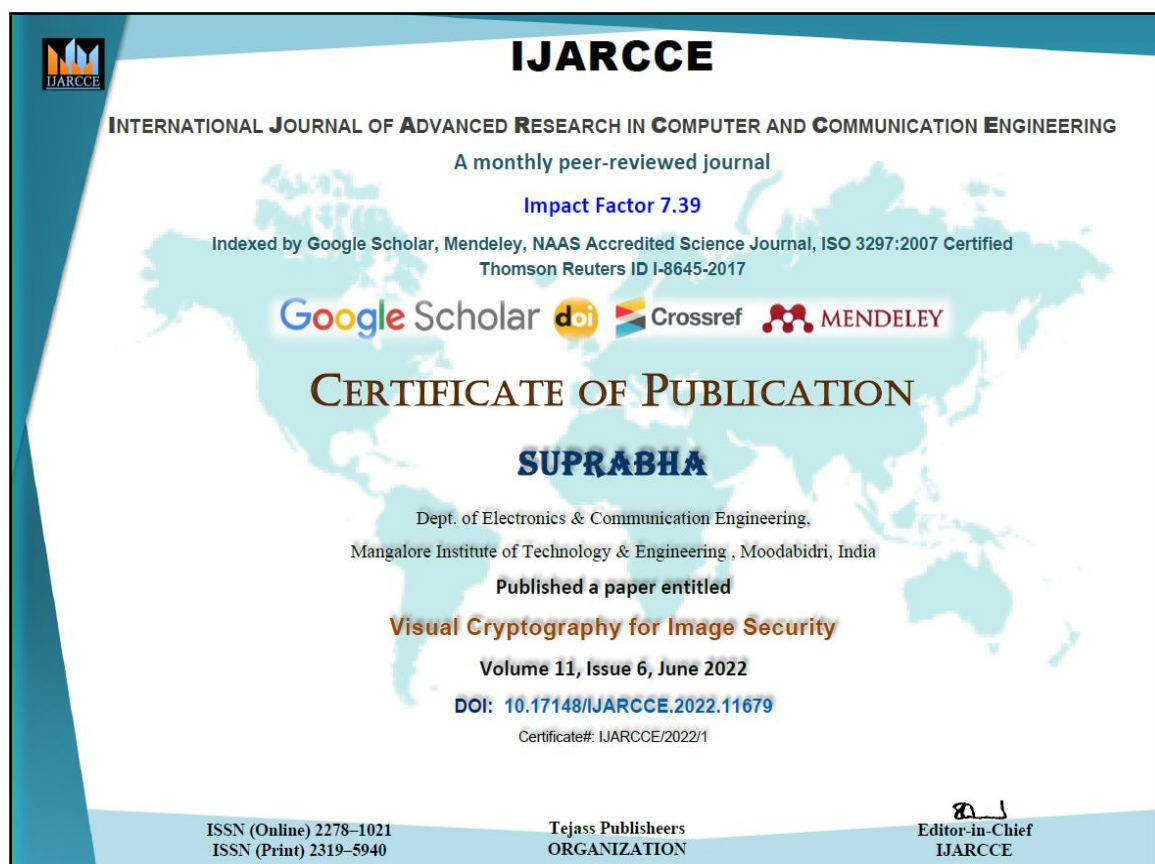 IJARCCE
IJARCCE
INTERNATIONAL JOURNAL OF ADVANCED RESEARCH IN COMPUTER AND COMMUNICATION ENGINEERING
A monthly peer-reviewed journal
Impact Factor 7.39
Indexed by Google Scholar, Mendeley, NAAS Accredited Science Journal, ISO 3297:2007 Certified
Thomson Reuters ID I-8645-2017
Google Scholar doi Crossref MENDELEY
CERTIFICATE OF PUBLICATION
SUPRABHA
Dept. of Electronics & Communication Engineering,
Mangalore Institute of Technology & Engineering , Moodabidri, India
Published a paper entitled
Visual Cryptography for Image Security
Volume 11, Issue 6, June 2022
DOI: 10.17148/IJARCCE.2022.11679
Certificate#: IJARCCE/2022/1
ISSN (Online) 2278–1021
ISSN (Print) 2319–5940
Tejass Publisheers
ORGANIZATION
Editor-in-Chief
IJARCCE